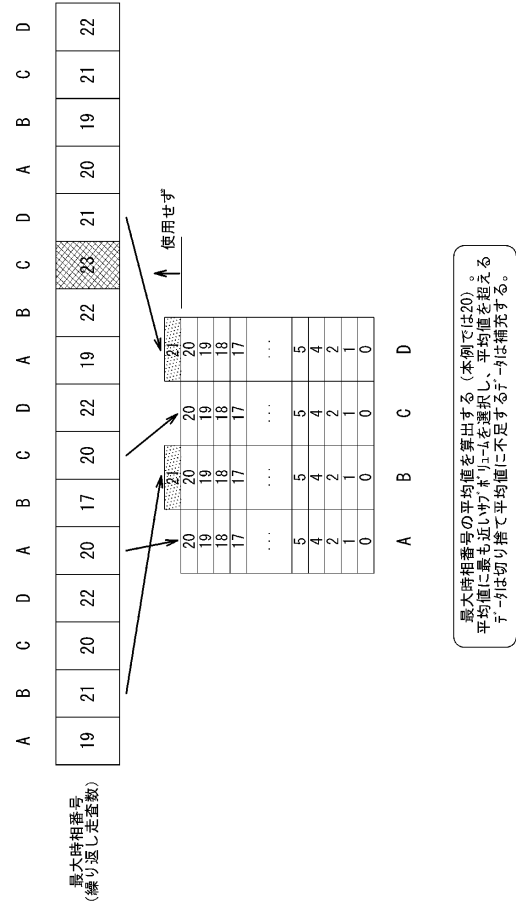 A B C D A B C D A B C D A B C D
最大時相番号
(繰り返し走査数)
19 21 20 22 20 17 20 22 19 22 23 21 20 19 21 22
使用せず
21 21
20 20 20 20
19 19 19 19
18 18 18 18
17 17 17 17
... ... ... ...
5 5 5 5
4 4 4 4
2 2 2 2
1 1 1 1
0 0 0 0
A B C D
最大時相番号の平均値を算出する(本例では20)。
平均値に最も近いサブボリュームを選択し、平均値を超える
データは切り捨て平均値に不足するデータは補充する。